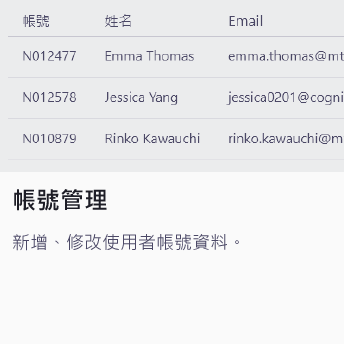 帳號 姓名 Email
N012477 Emma Thomas emma.thomas@mt
N012578 Jessica Yang jessica0201@cogni
N010879 Rinko Kawauchi rinko.kawauchi@m
帳號管理
新增、修改使用者帳號資料。